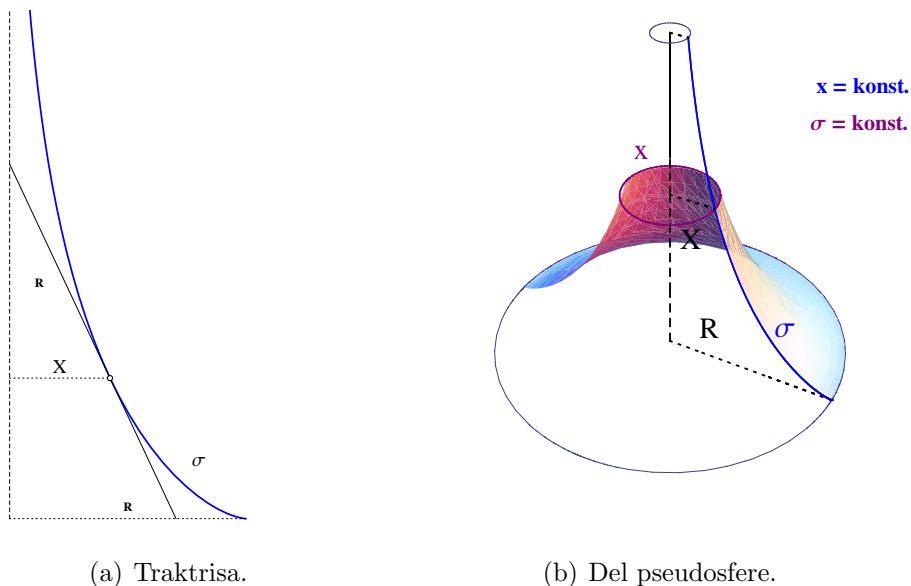 R
X
σ
R
(a) Traktrisa.
x = konst.
σ = konst.
x
X
R
σ
(b) Del pseudosfere.